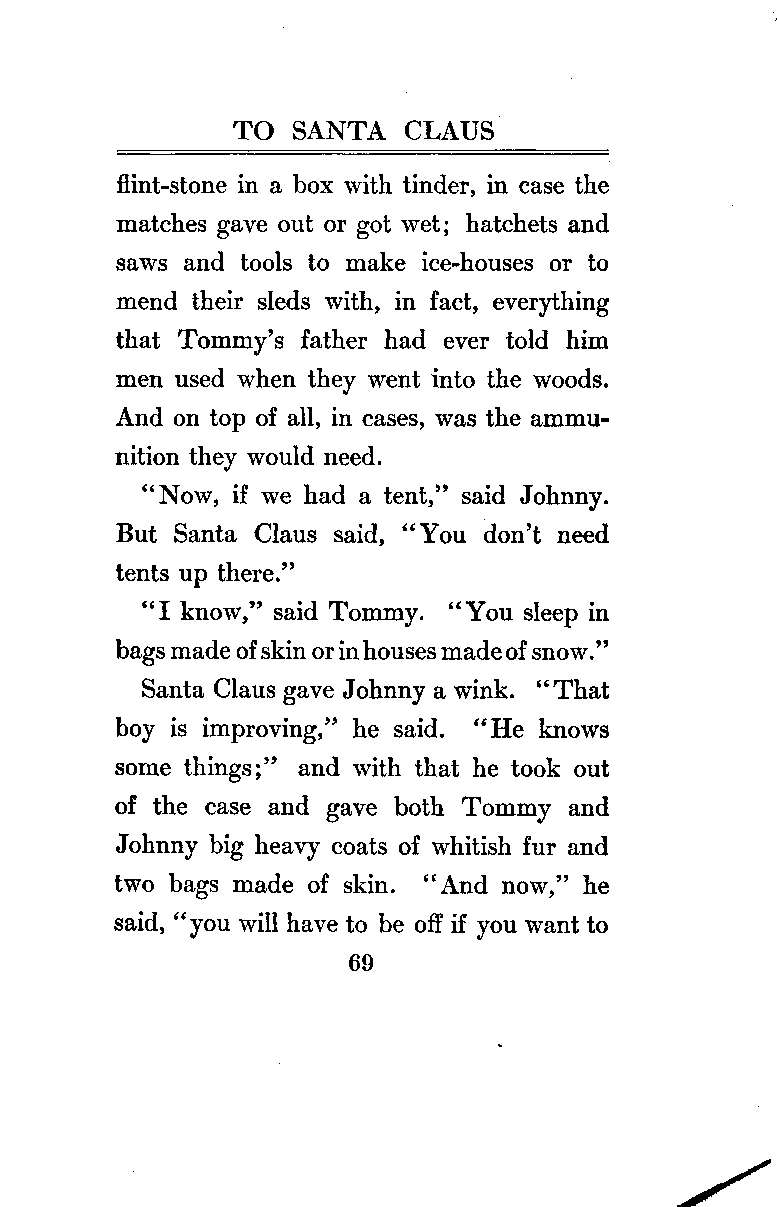 TO SANTA CLAUS
flint-stone in a box with tinder, in case the
matches gave out or got wet; hatchets and
saws and tools to make ice-houses or to
mend their sleds with, in fact, everything
that Tommy's father had ever told him
men used when they went into the woods.
And on top of all, in cases, was the ammu-
nition they would need.
"Now, if we had a tent," said Johnny.
But Santa Claus said, "You don't need
tents up there."
"I know," said Tommy. "You sleep in
bags made of skin or in houses made of snow."
Santa Claus gave Johnny a wink. "That
boy is improving," he said. "He knows
some things;" and with that he took out
of the case and gave both Tommy and
Johnny big heavy coats of whitish fur and
two bags made of skin. "And now," he
said, "you will have to be off if you want to
69